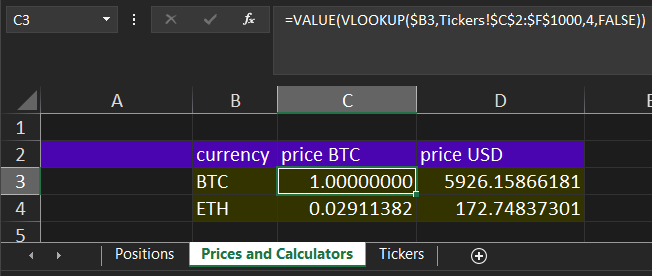 C3 fx =VALUE(VLOOKUP($B3,Tickers!$C$2:$F$1000,4,FALSE))
A B C D E
1
2 currency price BTC price USD
3 BTC 1.00000000 5926.15866181
4 ETH 0.02911382 172.74837301
5
Positions Prices and Calculators Tickers